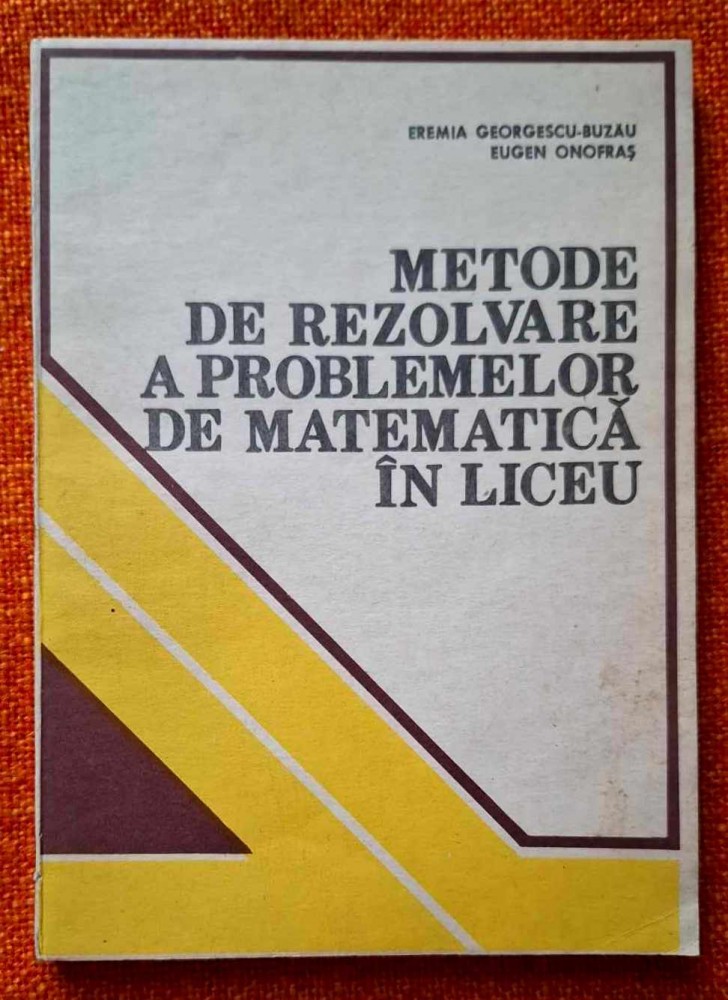 EREMIA GEORGESCU-BUZĂU
EUGEN ONOFRAȘ
METODE
DE REZOLVARE
A PROBLEMELOR
DE MATEMATICĂ
ÎN LICEU